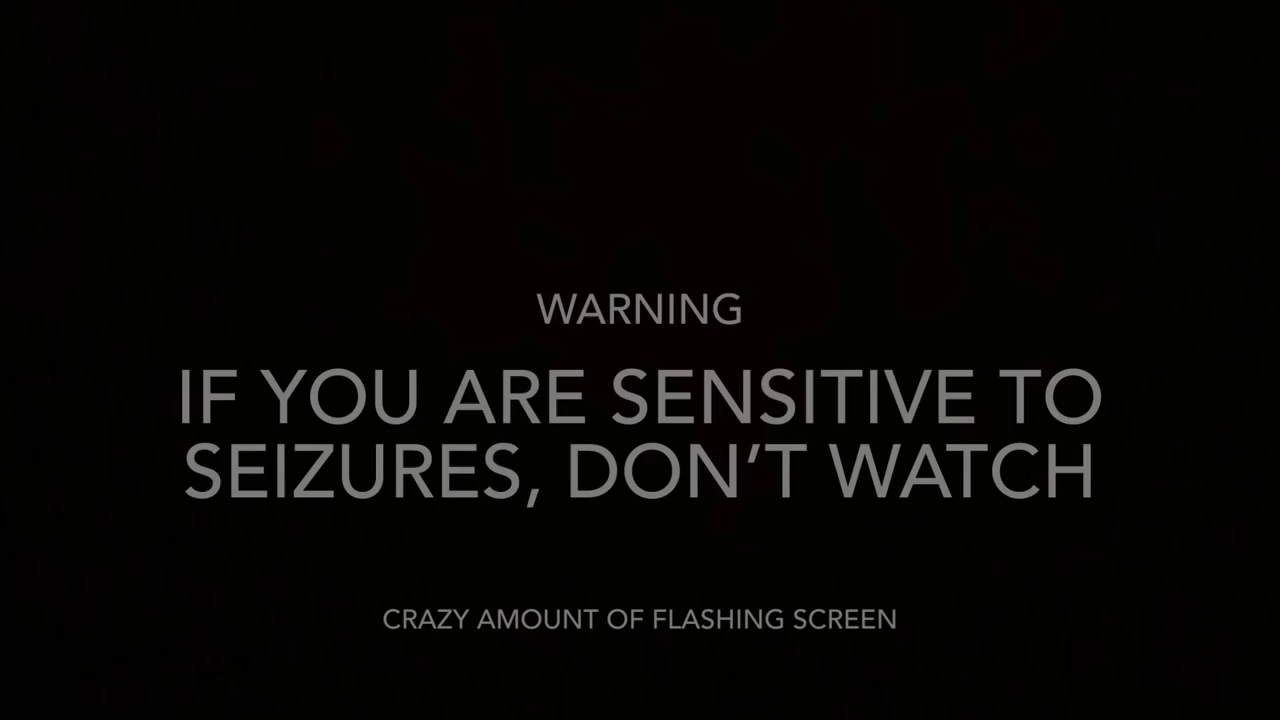 WARNING
IF YOU ARE SENSITIVE TO
SEIZURES, DON’T WATCH
CRAZY AMOUNT OF FLASHING SCREEN